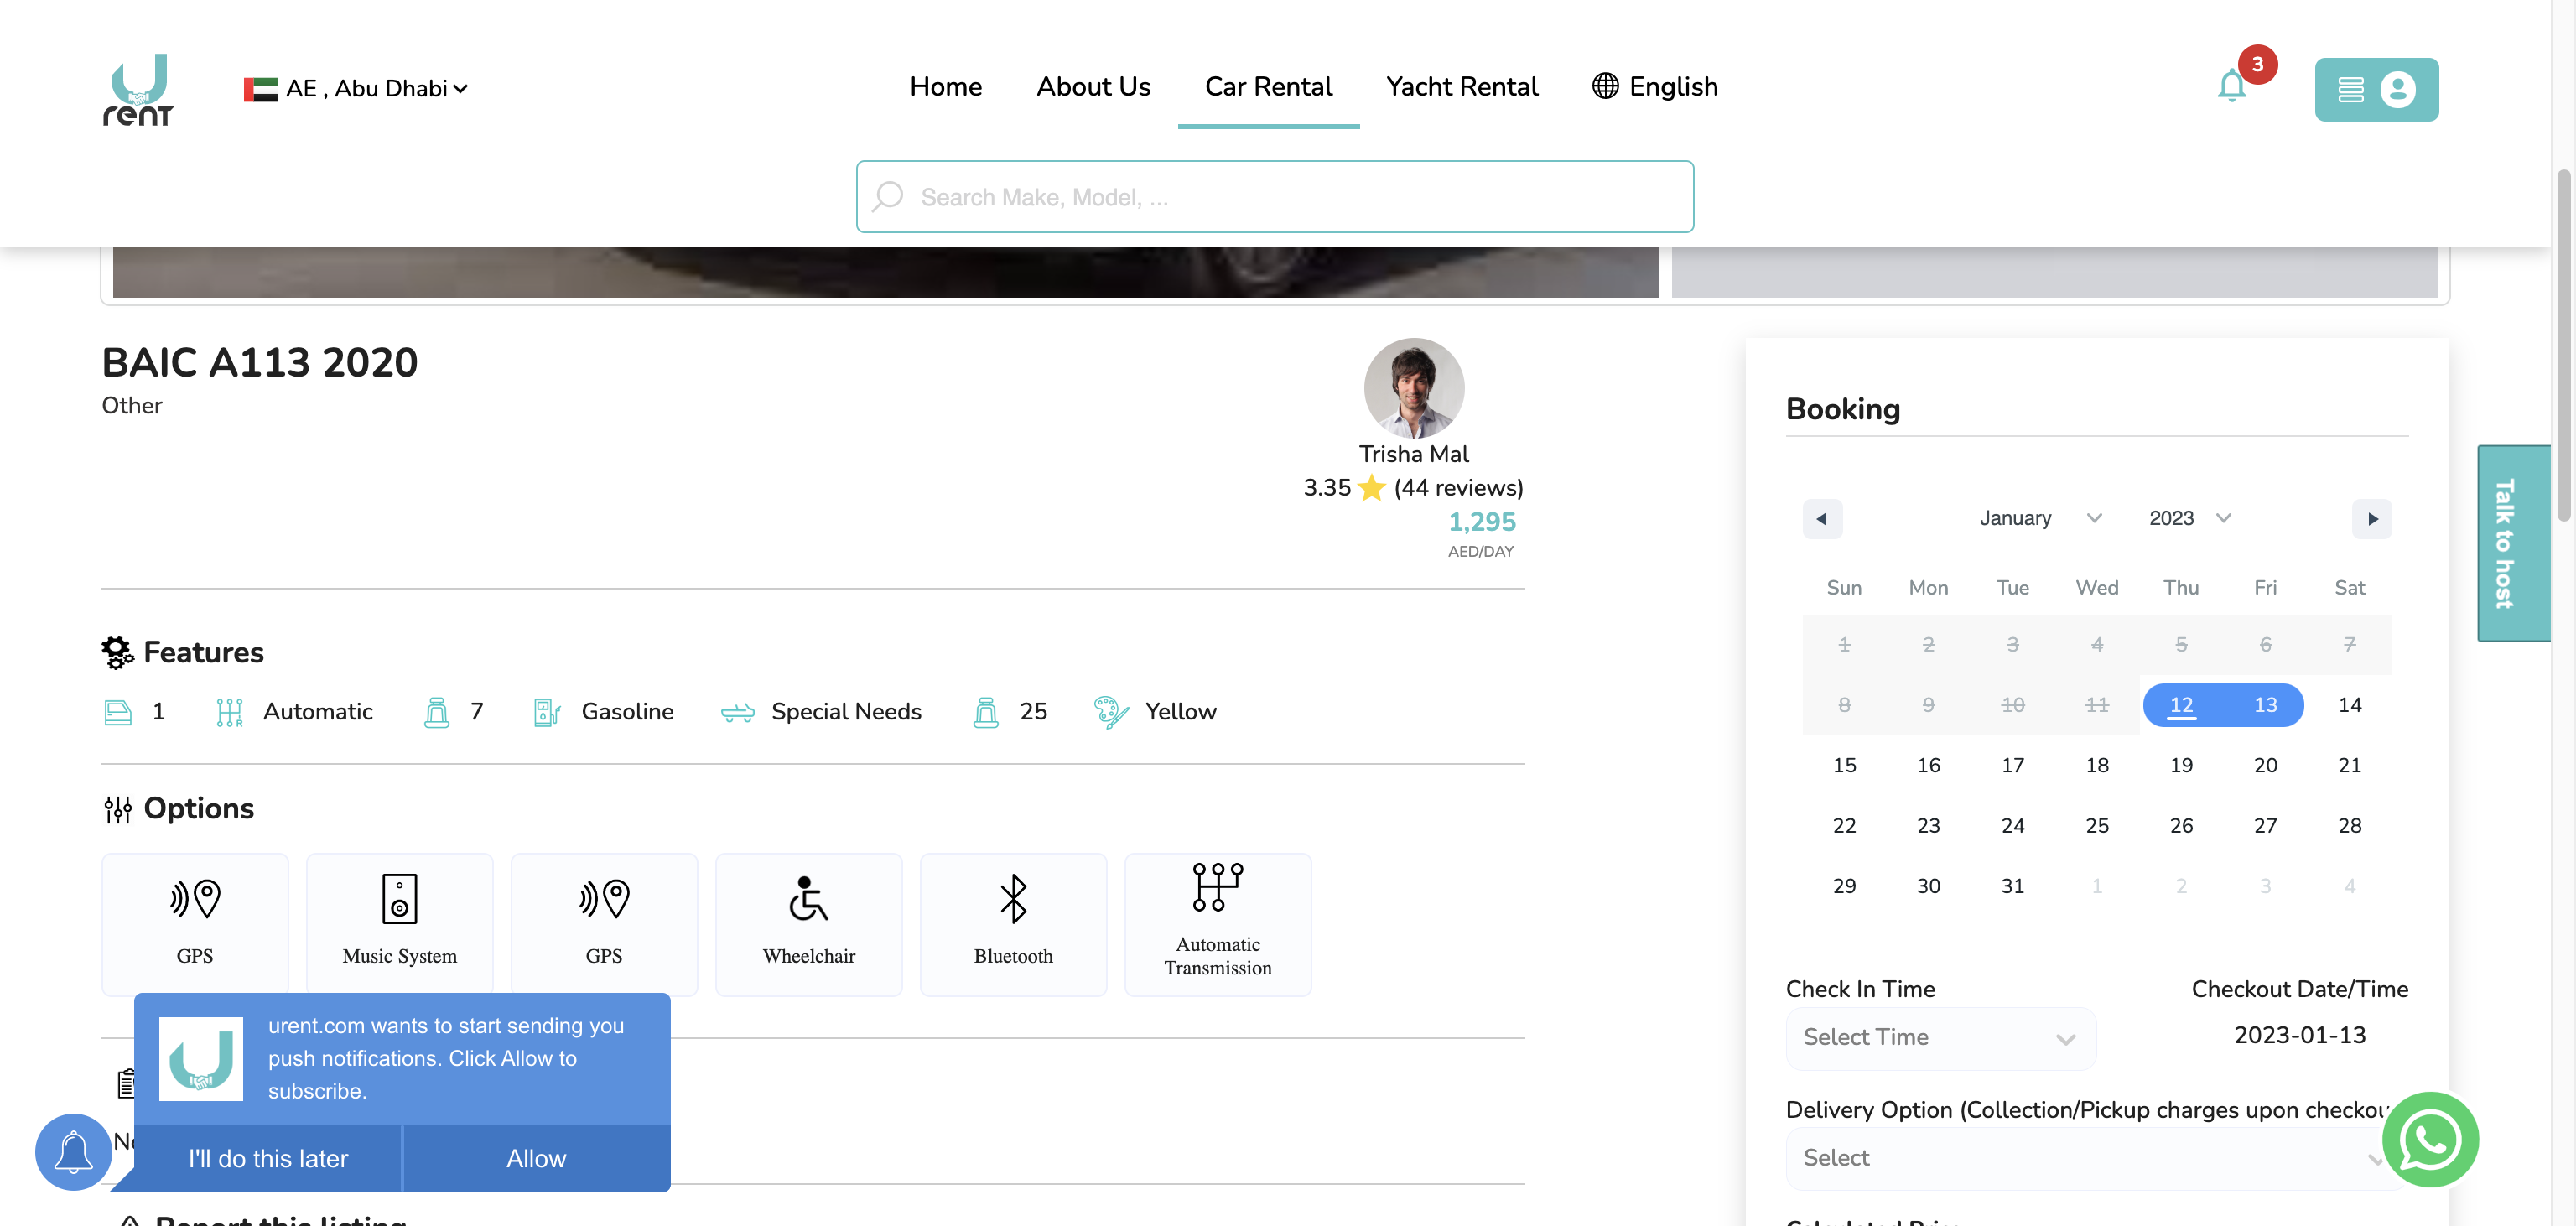 U
rent
AE , Abu Dhabi
Home
About Us
Car Rental
Yacht Rental
English
3
Search Make, Model, ...
BAIC A113 2020
Other
Trisha Mal
3.35 (44 reviews)
1,295
AED/DAY
Features
1
Automatic
7
Gasoline
Special Needs
25
Yellow
Options
GPS
Music System
GPS
Wheelchair
Bluetooth
Automatic
Transmission
urent.com wants to start sending you
push notifications. Click Allow to
subscribe.
I'll do this later
Allow
Report this listing
Booking
January
2023
Sun Mon Tue Wed Thu Fri Sat
1 2 3 4 5 6 7
8 9 10 11 12 13 14
15 16 17 18 19 20 21
22 23 24 25 26 27 28
29 30 31 1 2 3 4
Check In Time
Select Time
Checkout Date/Time
2023-01-13
Delivery Option (Collection/Pickup charges upon
Select
Talk to host